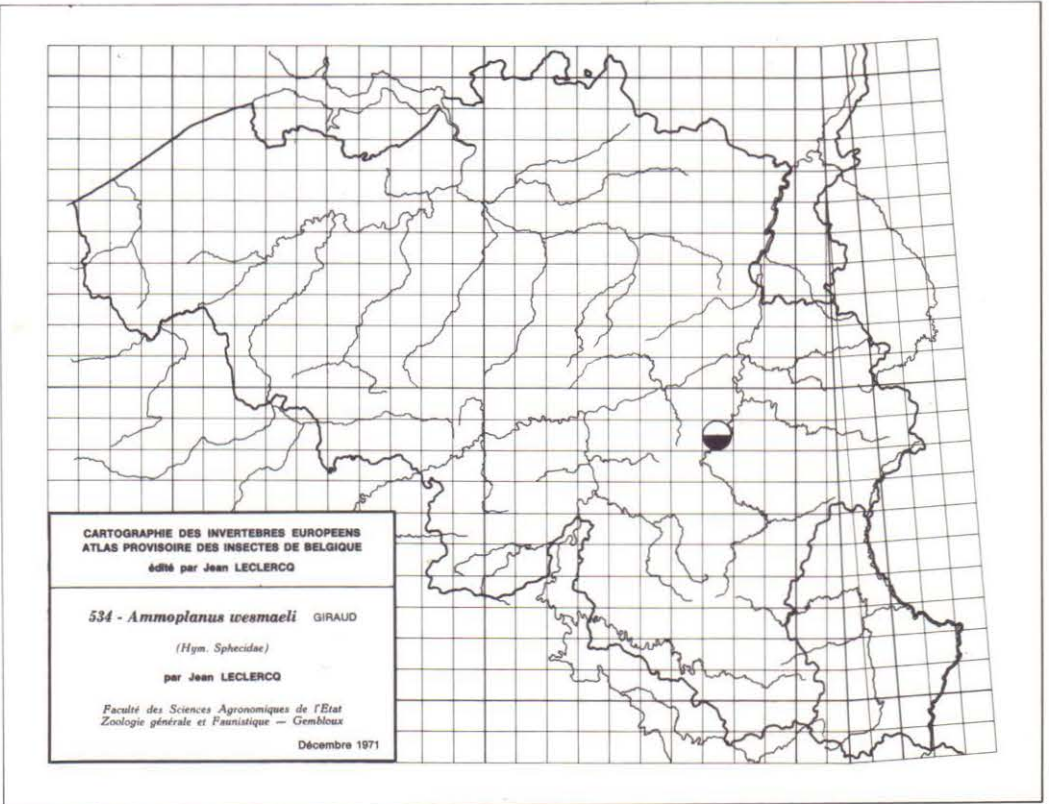 CARTOGRAPHIE DES INVERTEBRES EUROPEENS
ATLAS PROVISOIRE DES INSECTES DE BELGIQUE
édité par Jean LECLERCQ
534 - Ammoplanus wesmaeli GIRAUD
(Hym. Sphecidae)
par Jean LECLERCQ
Faculté des Sciences Agronomiques de l'Etat
Zoologie générale et Faunistique — Gembloux
Décembre 1971